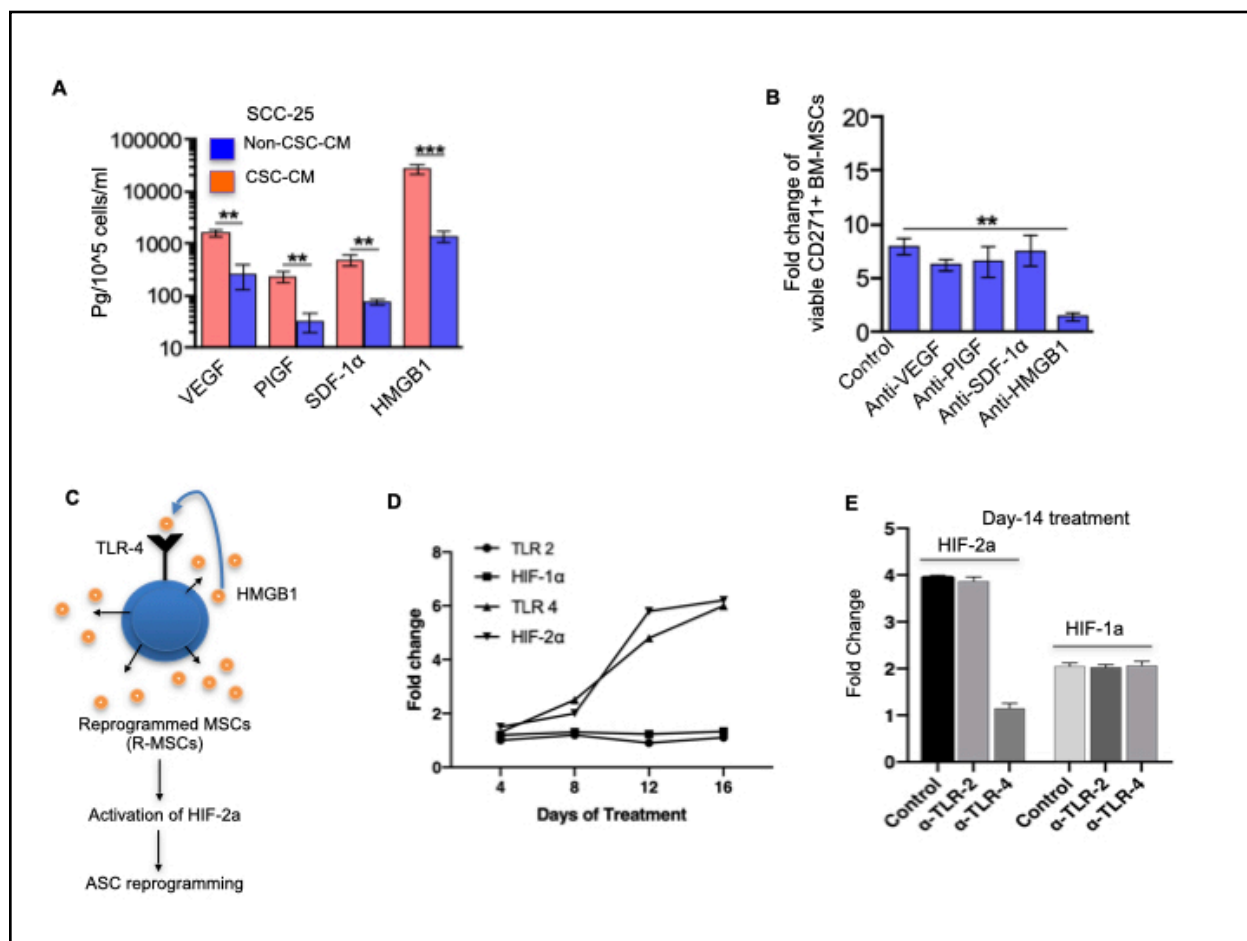 A
SCC-25
Non-CSC-CM
CSC-CM
Pg/10^5 cells/ml
100000
10000
1000
100
10
**
**
**
***
VEGF
PIGF
SDF-1α
HMGB1
B
Fold change of
viable CD271+ BM-MSCs
20
15
10
5
0
**
Control
Anti-VEGF
Anti-PIGF
Anti-SDF-1α
Anti-HMGB1
C
TLR-4
HMGB1
Reprogrammed MSCs
(R-MSCs)
Activation of HIF-2a
ASC reprogramming
D
TLR 2
HIF-1α
TLR 4
HIF-2α
Fold change
8
6
4
2
0
4
8
12
16
Days of Treatment
E
Day-14 treatment
HIF-2a
HIF-1a
Fold Change
5
4
3
2
1
0
Control
α-TLR-2
α-TLR-4
Control
α-TLR-2
α-TLR-4